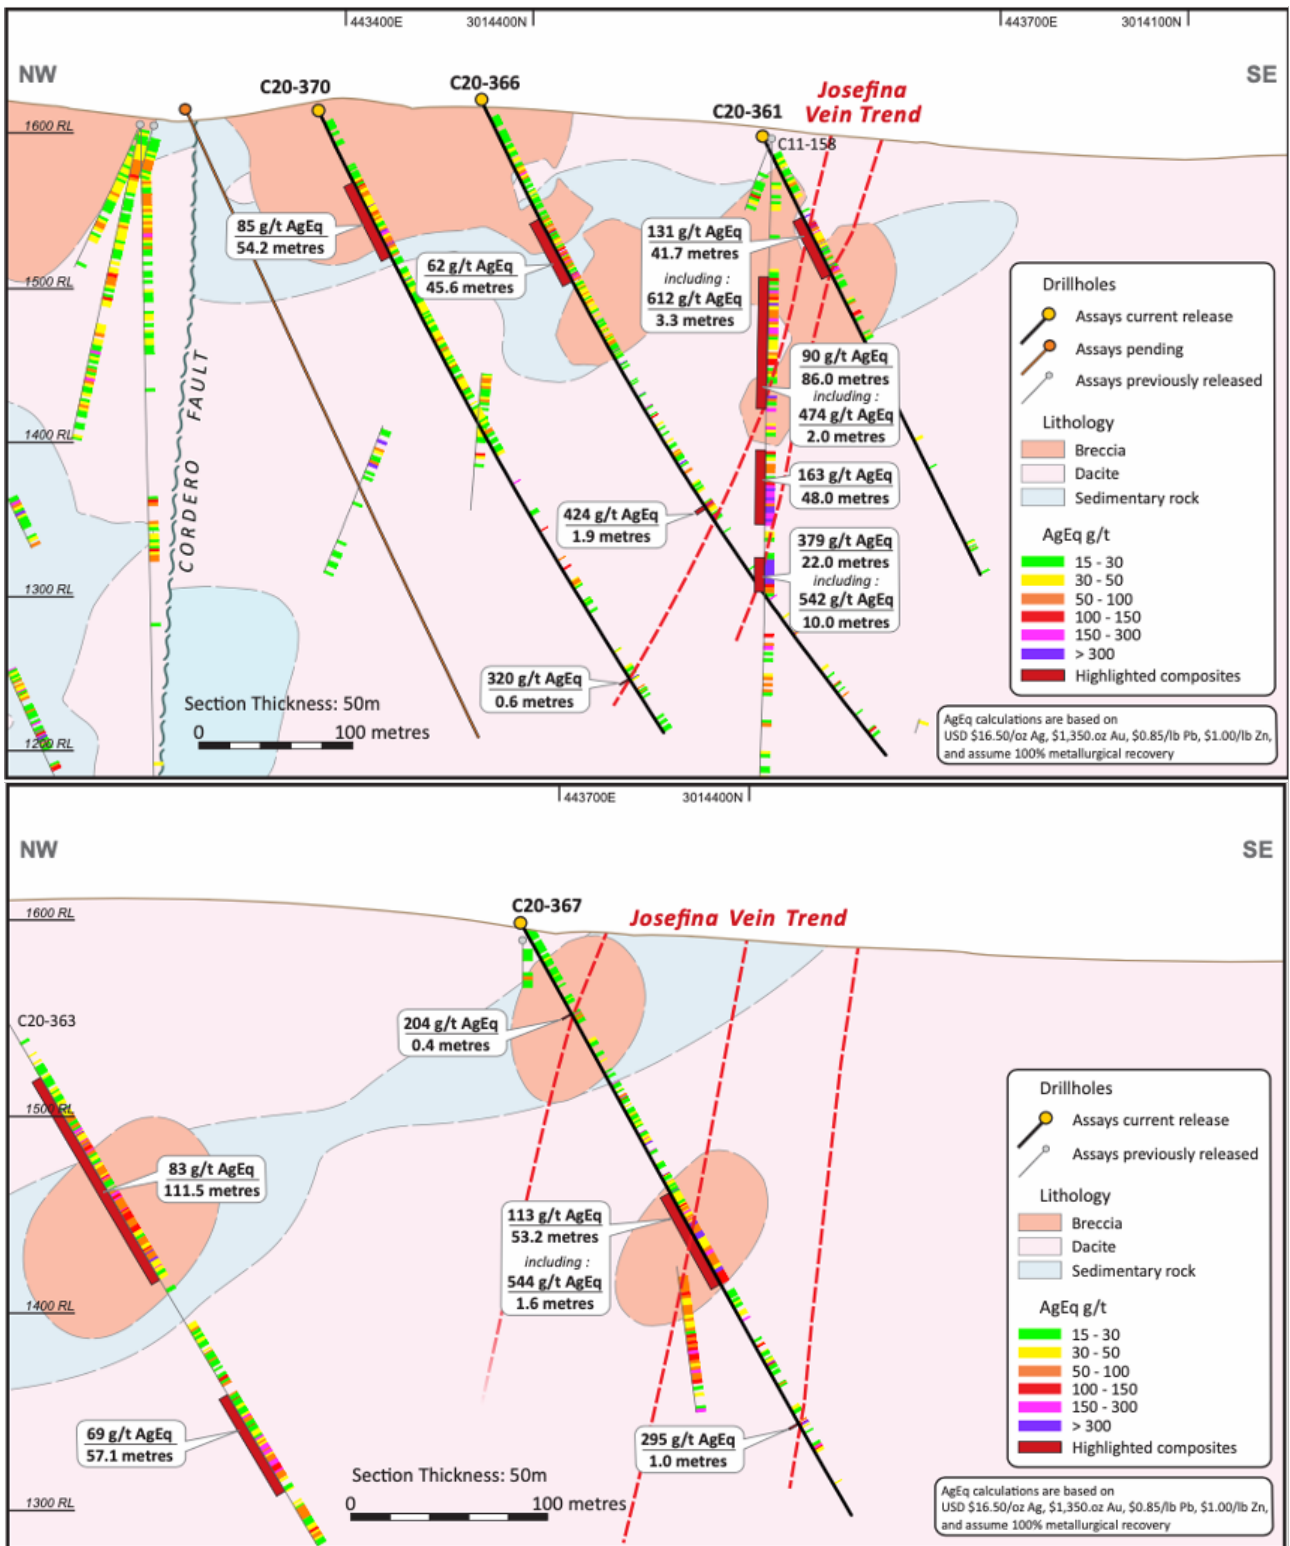 443400E
3014400N
443700E
3014100N
NW
SE
C20-370
C20-366
C20-361
Josefina
Vein Trend
C11-158
1600 RL
1500 RL
1400 RL
1300 RL
1200 RL
CORDERO FAULT
85 g/t AgEq
54.2 metres
62 g/t AgEq
45.6 metres
131 g/t AgEq
41.7 metres
including :
612 g/t AgEq
3.3 metres
90 g/t AgEq
86.0 metres
including :
474 g/t AgEq
2.0 metres
163 g/t AgEq
48.0 metres
424 g/t AgEq
1.9 metres
379 g/t AgEq
22.0 metres
including :
542 g/t AgEq
10.0 metres
320 g/t AgEq
0.6 metres
Section Thickness: 50m
0 100 metres
Drillholes
Assays current release
Assays pending
Assays previously released
Lithology
Breccia
Dacite
Sedimentary rock
AgEq g/t
15 - 30
30 - 50
50 - 100
100 - 150
150 - 300
> 300
Highlighted composites
AgEq calculations are based on
USD $16.50/oz Ag, $1,350.oz Au, $0.85/lb Pb, $1.00/lb Zn,
and assume 100% metallurgical recovery
443700E
3014400N
NW
SE
C20-367
Josefina Vein Trend
1600 RL
C20-363
1500 RL
1400 RL
1300 RL
204 g/t AgEq
0.4 metres
83 g/t AgEq
111.5 metres
113 g/t AgEq
53.2 metres
including :
544 g/t AgEq
1.6 metres
69 g/t AgEq
57.1 metres
295 g/t AgEq
1.0 metres
Section Thickness: 50m
0 100 metres
Drillholes
Assays current release
Assays previously released
Lithology
Breccia
Dacite
Sedimentary rock
AgEq g/t
15 - 30
30 - 50
50 - 100
100 - 150
150 - 300
> 300
Highlighted composites
AgEq calculations are based on
USD $16.50/oz Ag, $1,350.oz Au, $0.85/lb Pb, $1.00/lb Zn,
and assume 100% metallurgical recovery